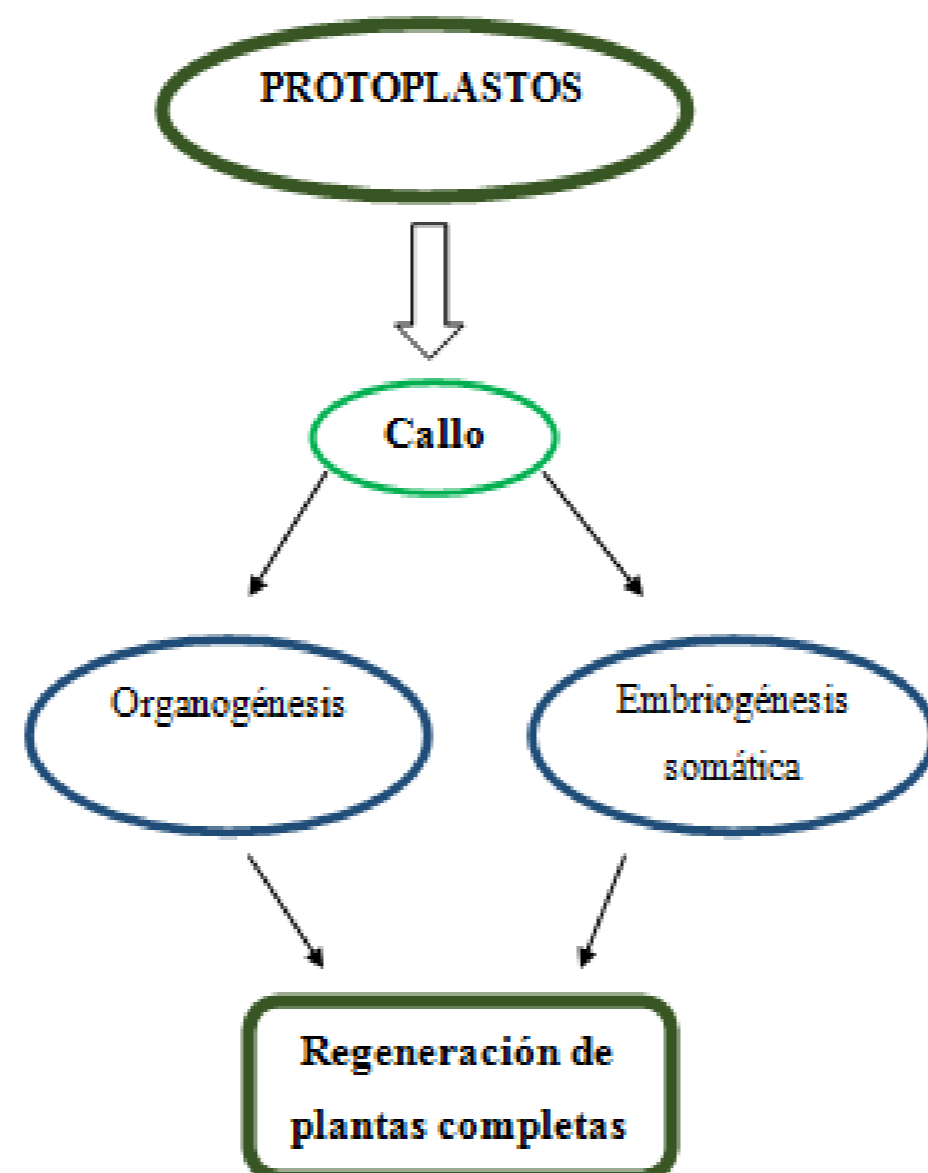 PROTOPLASTOS
Callo
Organogénesis
Embriogénesis
somática
Regeneración de
plantas completas